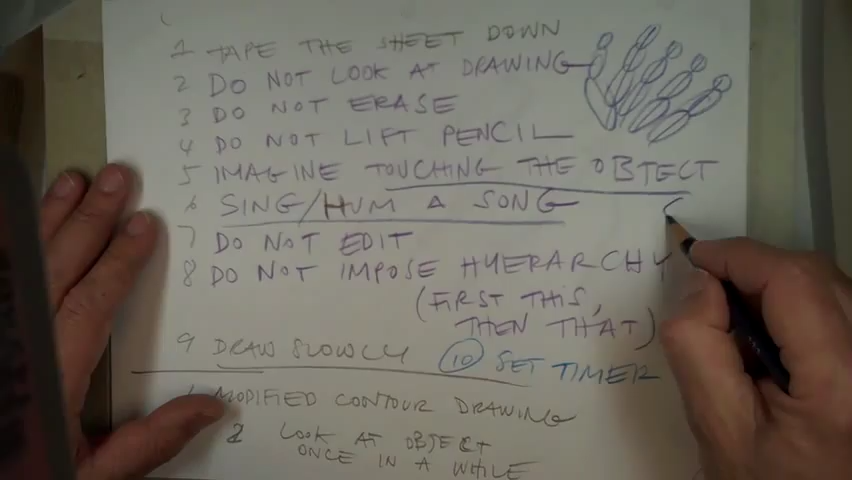 1 TAPE THE SHEET DOWN
2 DO NOT LOOK AT DRAWING
3 DO NOT ERASE
4 DO NOT LIFT PENCIL
5 IMAGINE TOUCHING THE OBJECT
6 SING/HUM A SONG
7 DO NOT EDIT
8 DO NOT IMPOSE HYERARCHY
(FIRST THIS,
THEN THAT)
9 DRAW SLOWLY
10 SET TIMER
1 MODIFIED CONTOUR DRAWING
2 LOOK AT OBJECT
ONCE IN A WHILE